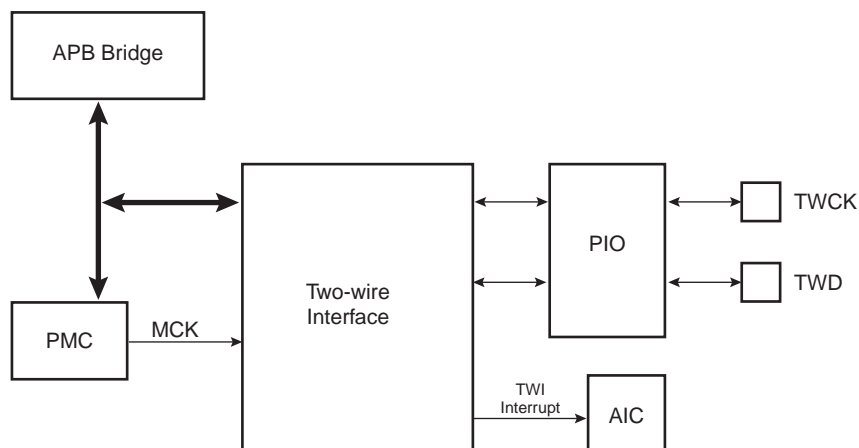 APB Bridge
TWCK
PIO
TWD
Two-wire
Interface
PMC
MCK
TWI
Interrupt
AIC